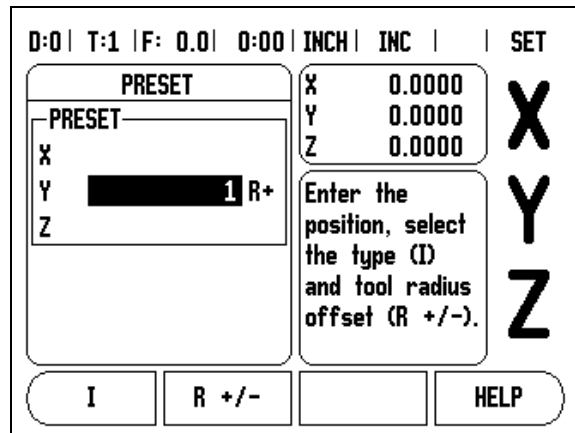 D:0 | T:1 | F: 0.0 | 0:00 | INCH | INC | | SET
PRESET
PRESET
X
Y 1 R+
Z
X 0.0000
Y 0.0000
Z 0.0000
Enter the
position, select
the type (I)
and tool radius
offset (R +/-).
X
Y
Z
I R +/- HELP